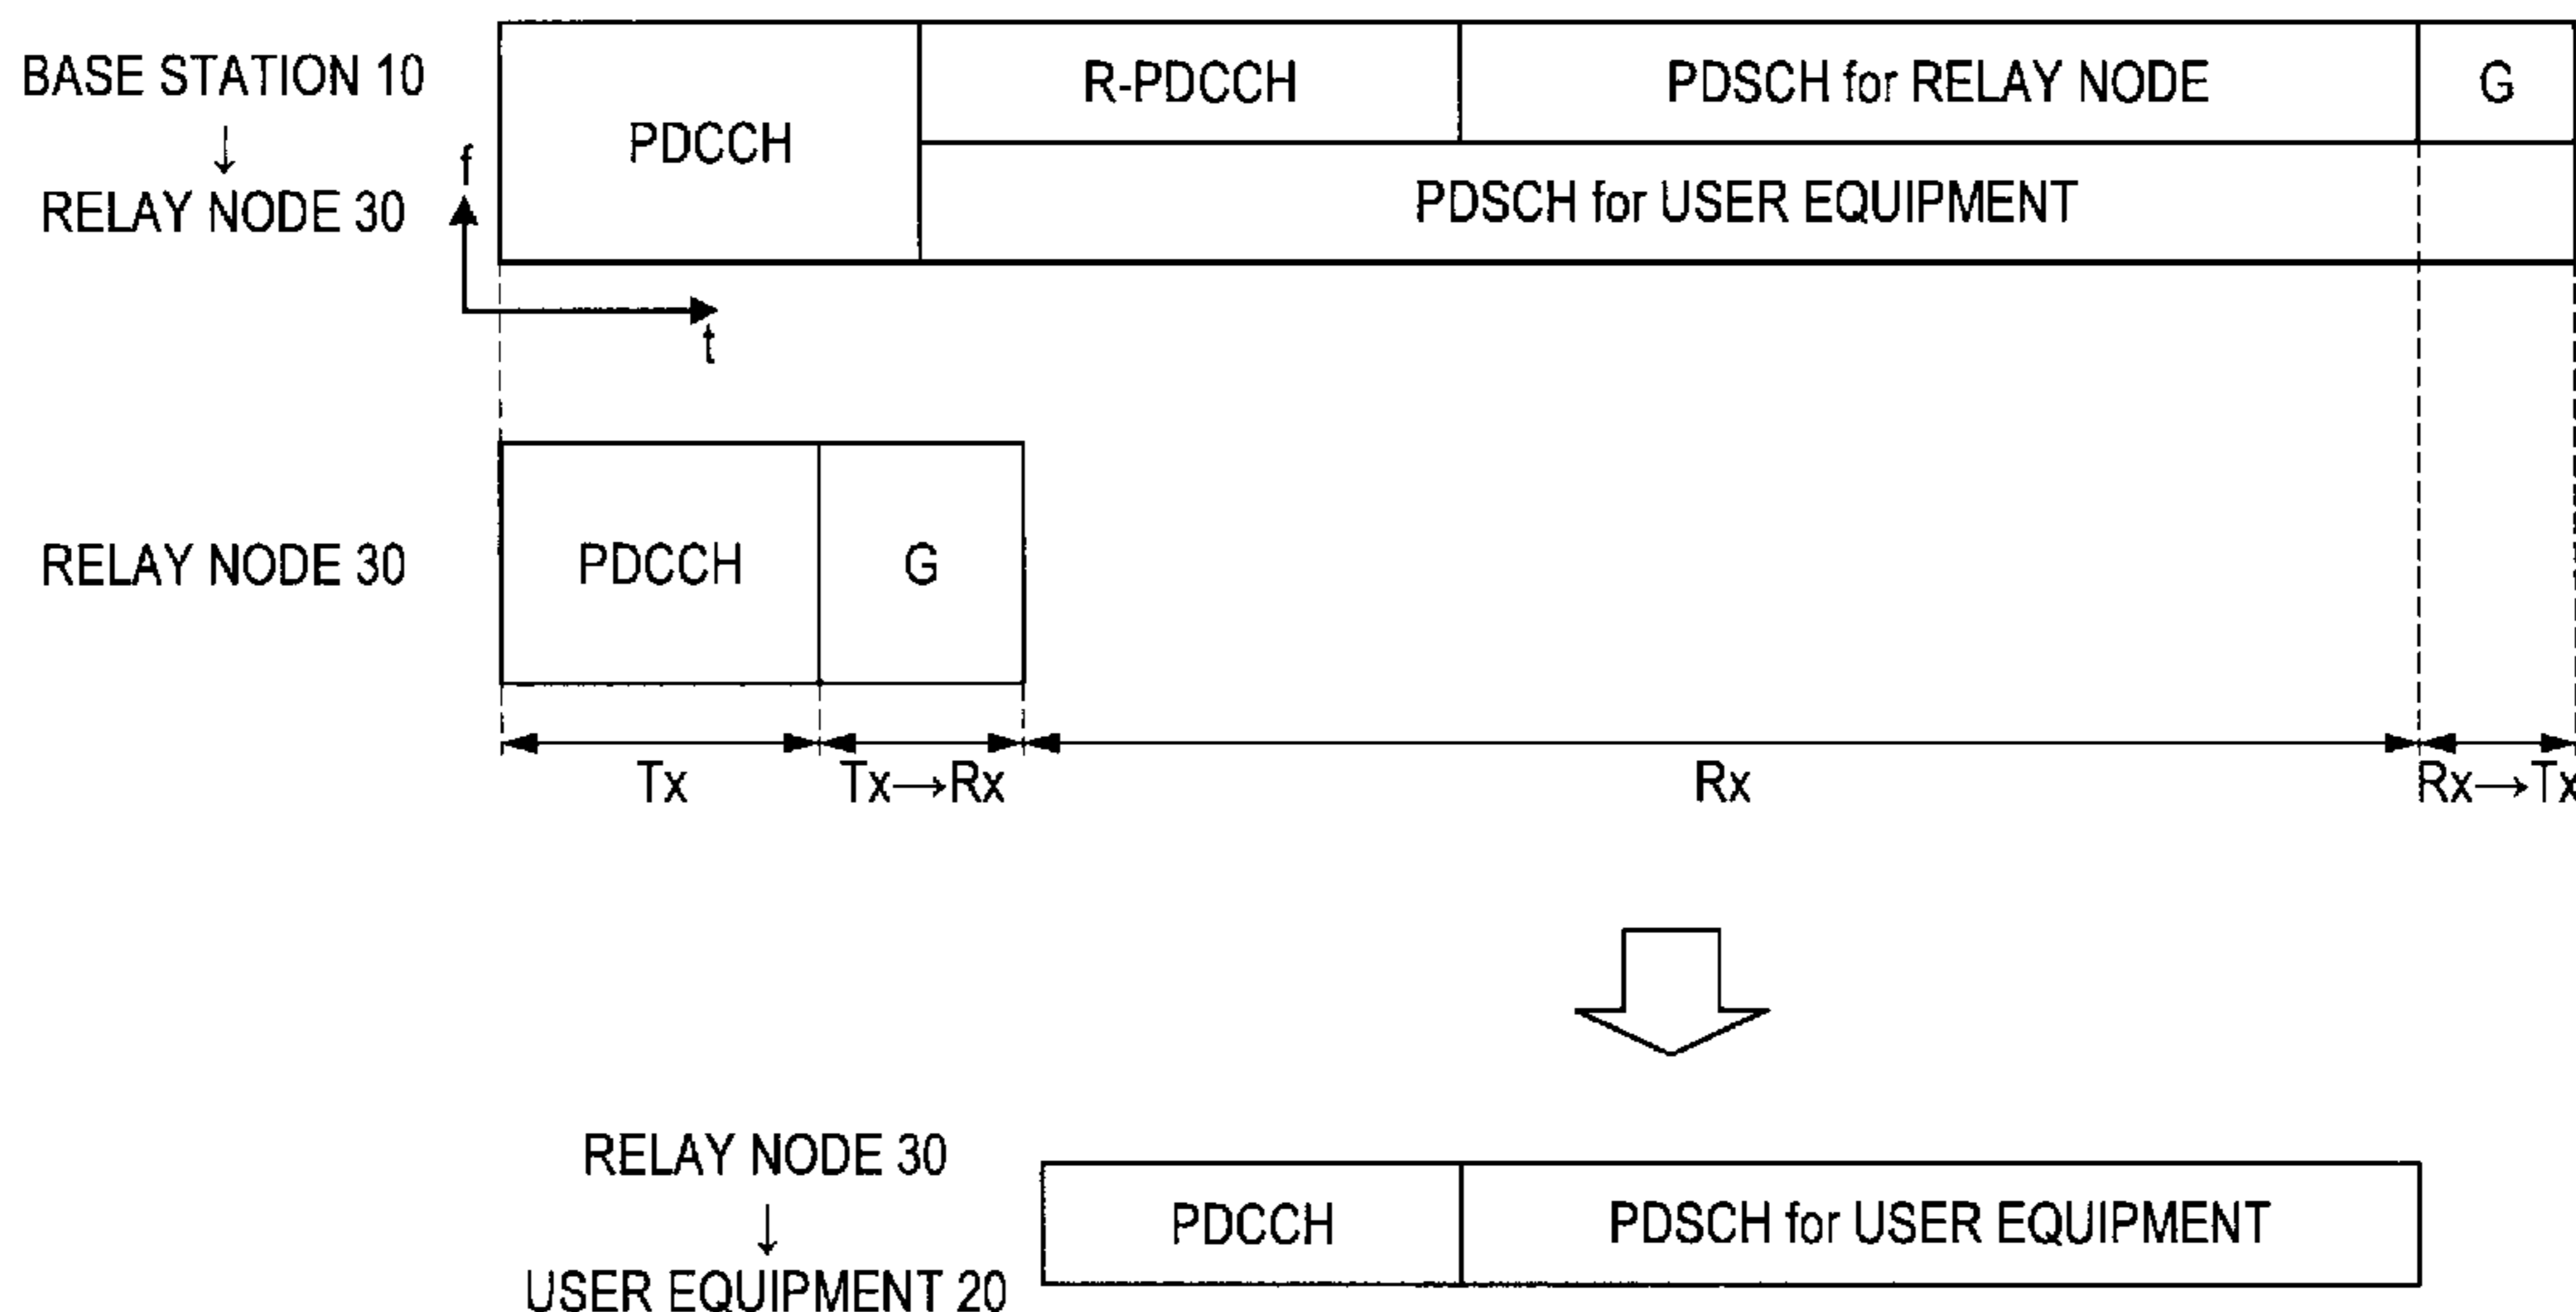 BASE STATION 10
↓
RELAY NODE 30
f
t
PDCCH
R-PDCCH
PDSCH for RELAY NODE
G
PDSCH for USER EQUIPMENT
RELAY NODE 30
PDCCH
G
Tx
Tx→Rx
Rx
Rx→Tx
RELAY NODE 30
↓
USER EQUIPMENT 20
PDCCH
PDSCH for USER EQUIPMENT